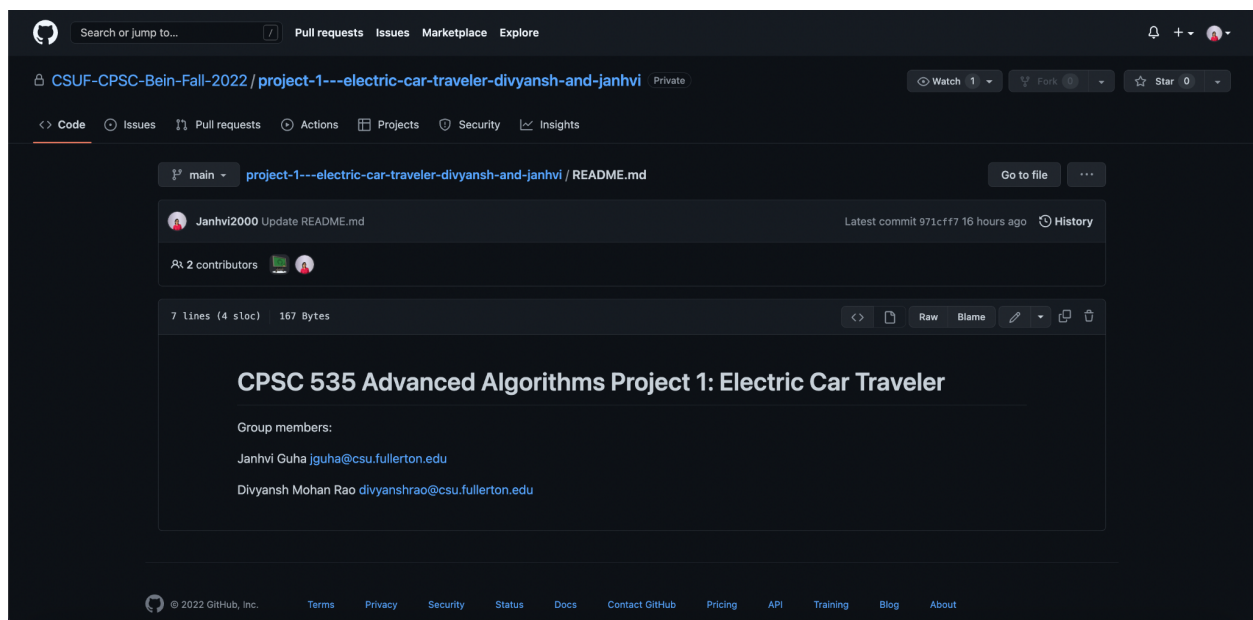 Search or jump to... / Pull requests Issues Marketplace Explore
CSUF-CPSC-Bein-Fall-2022 / project-1---electric-car-traveler-divyansh-and-janhvi Private Watch 1 Fork 0 Star 0
<> Code Issues Pull requests Actions Projects Security Insights
main project-1---electric-car-traveler-divyansh-and-janhvi / README.md Go to file ...
Janhvi2000 Update README.md Latest commit 971cff7 16 hours ago History
2 contributors
7 lines (4 sloc) 167 Bytes <> Raw Blame
CPSC 535 Advanced Algorithms Project 1: Electric Car Traveler
Group members:
Janhvi Guha jguha@csu.fullerton.edu
Divyansh Mohan Rao divyanshrao@csu.fullerton.edu
© 2022 GitHub, Inc. Terms Privacy Security Status Docs Contact GitHub Pricing API Training Blog About